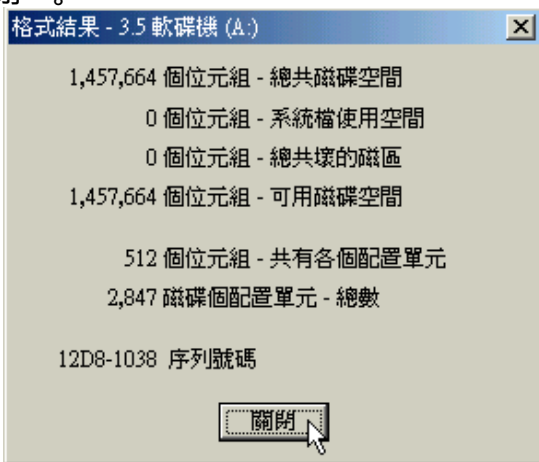 格式結果 - 3.5 軟碟機 (A:)
1,457,664 個位元組 - 總共磁碟空間
0 個位元組 - 系統檔使用空間
0 個位元組 - 總共壞的磁區
1,457,664 個位元組 - 可用磁碟空間
512 個位元組 - 共有各個配置單元
2,847 磁碟個配置單元 - 總數
12D8-1038 序列號碼
關閉